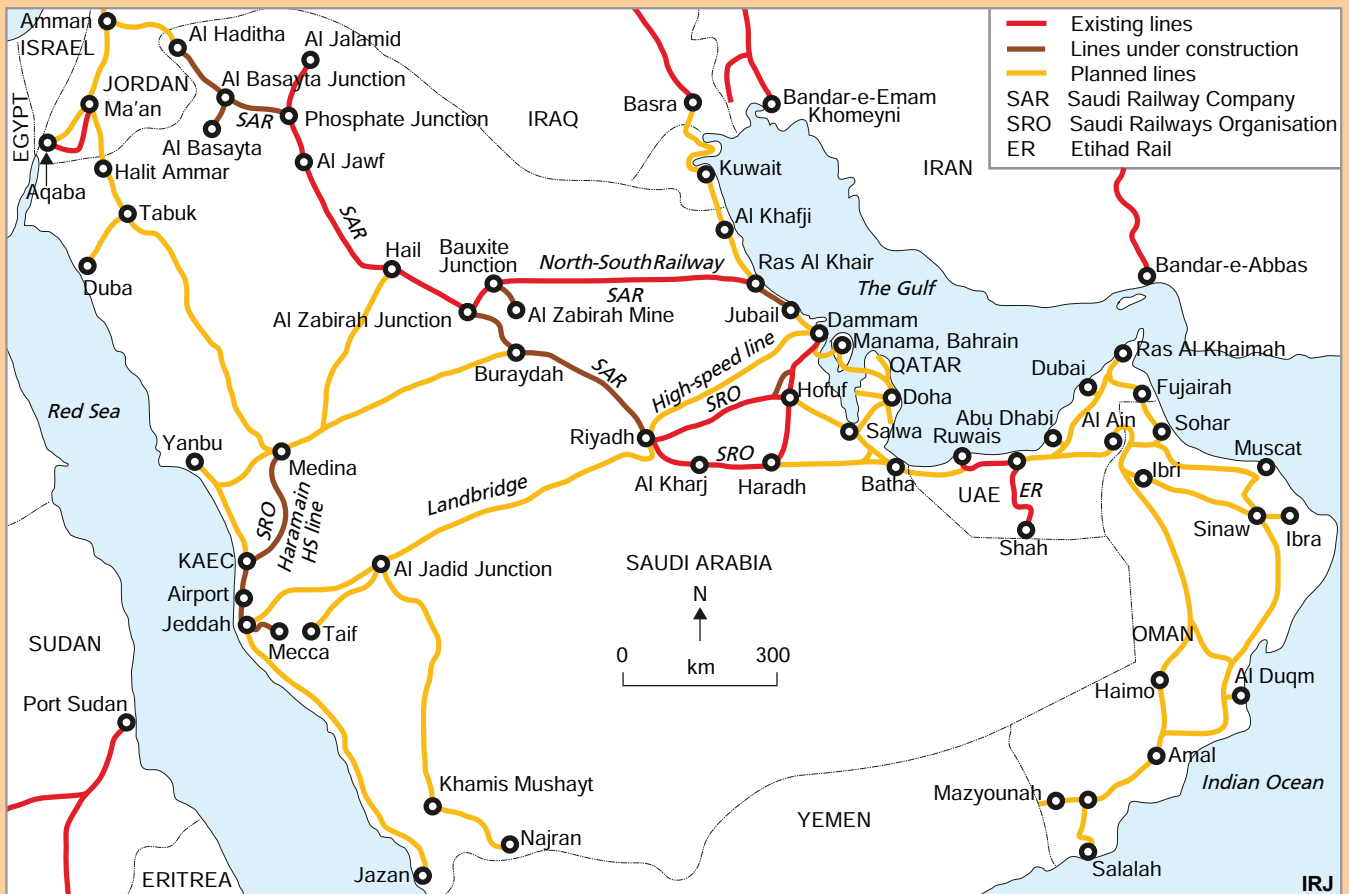 Existing lines
Lines under construction
Planned lines
SAR Saudi Railway Company
SRO Saudi Railways Organisation
ER Etihad Rail
Amman
ISRAEL
Al Haditha
Al Jalamid
Al Basayta Junction
JORDAN
Ma'an
EGYPT
SAR
Phosphate Junction
Al Basayta
IRAQ
Basra
Bandar-e-Emam
Khomeyni
Aqaba
Halit Ammar
Al Jawf
Kuwait
IRAN
Tabuk
SAR
Al Khafji
Duba
Hail
Bauxite
Junction
North-South Railway
SAR
Ras Al Khair
The Gulf
Bandar-e-Abbas
Al Zabirah Junction
Al Zabirah Mine
Jubail
Dammam
Manama, Bahrain
QATAR
Ras Al Khaimah
Dubai
Buraydah
SAR
High-speed line
SRO
Hofuf
Doha
Fujairah
Red Sea
Abu Dhabi
Al Ain
Sohar
Yanbu
Medina
Riyadh
Salwa
Ruwais
Muscat
SRO
Al Kharj
Haradh
Batha
UAE
ER
Ibri
Landbridge
SRO
Haramain
HS line
Shah
Sinaw
Ibra
KAEC
Al Jadid Junction
SAUDI ARABIA
Airport
N
Jeddah
Mecca
Taif
0
300
km
OMAN
SUDAN
Port Sudan
Haimo
Al Duqm
Amal
Khamis Mushayt
Mazyounah
Indian Ocean
Najran
YEMEN
Jazan
Salalah
ERITREA
IRJ